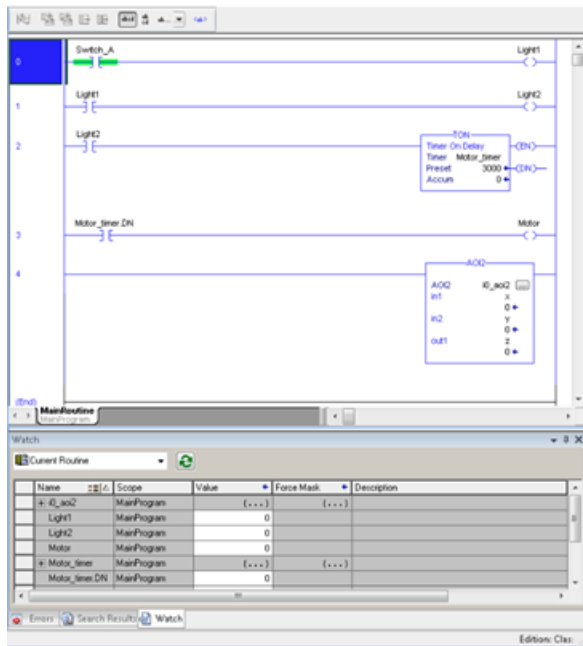 Switch_A Light1
0
Light1 Light2
1
Light2
2
TON
Timer On Delay
Timer Motor_timer
Preset 3000
Accum 0
EN
DN
Motor_timer.DN Motor
3
4
AOI2
AOI2 i0_aoi2
in1 x
0
in2 Y
0
out1 z
0
(End)
MainRoutine
MainProgram
Watch
Current Routine
Name Scope Value Force Mask Description
i0_aoi2 MainProgram {...} {...}
Light1 MainProgram 0
Light2 MainProgram 0
Motor MainProgram 0
Motor_timer MainProgram {...} {...}
Motor_timer.DN MainProgram 0
Errors Search Results Watch
Edition: Clas